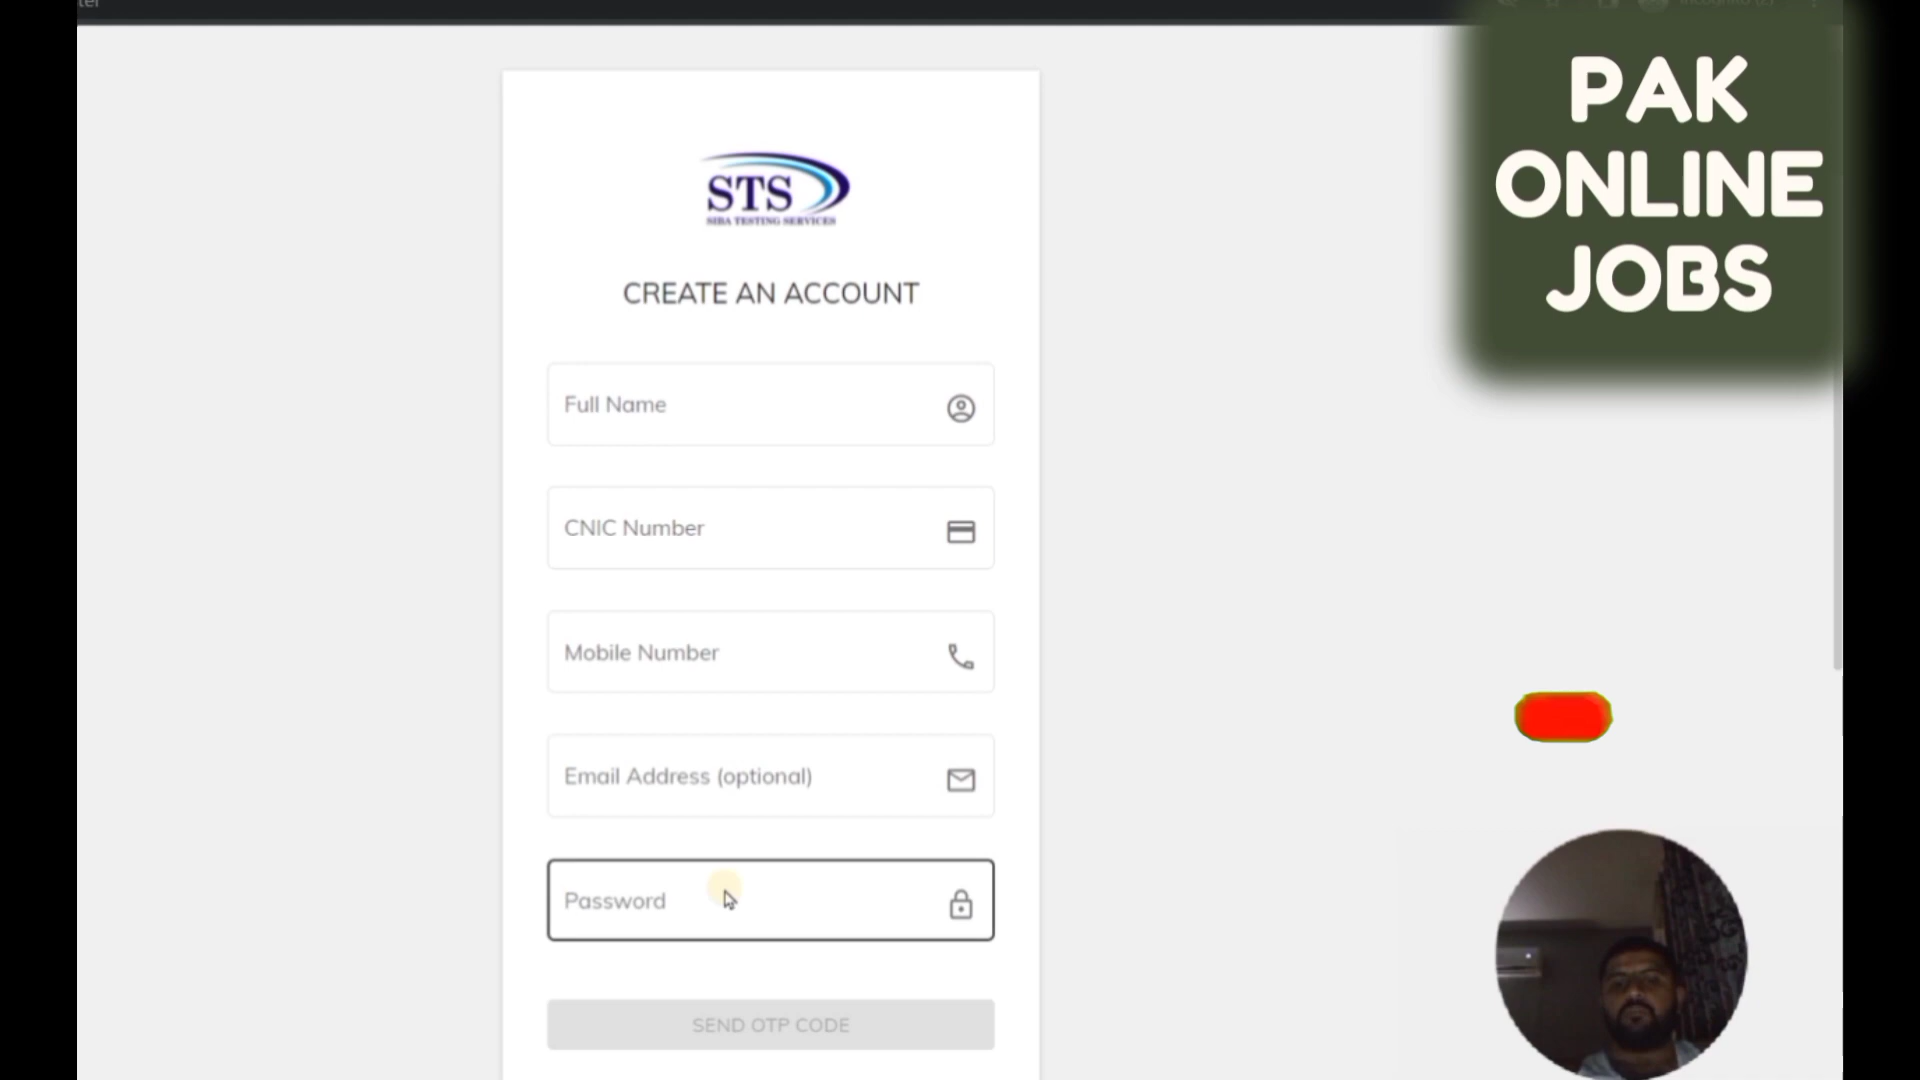 PAK
ONLINE
JOBS
STS
SIBA TESTING SERVICES
CREATE AN ACCOUNT
Full Name
CNIC Number
Mobile Number
Email Address (optional)
Password
SEND OTP CODE